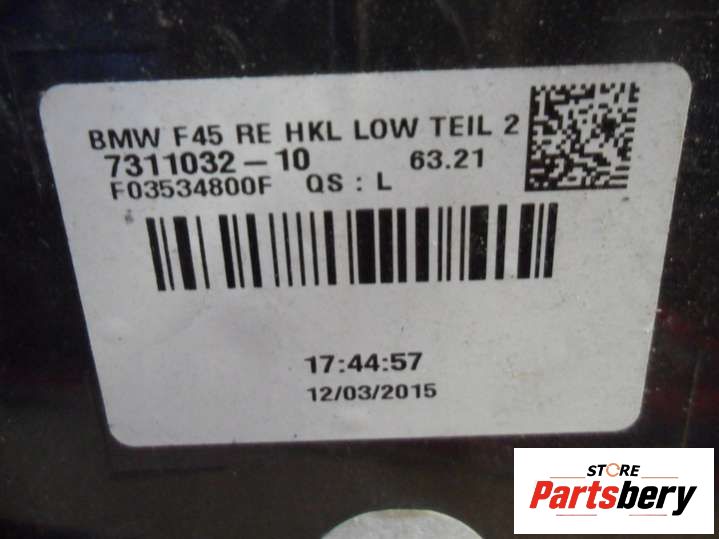 BMW F45 RE HKL LOW TEIL 2
7311032-10 63.21
F03534800F QS : L
17:44:57
12/03/2015
STORE
Partsbery